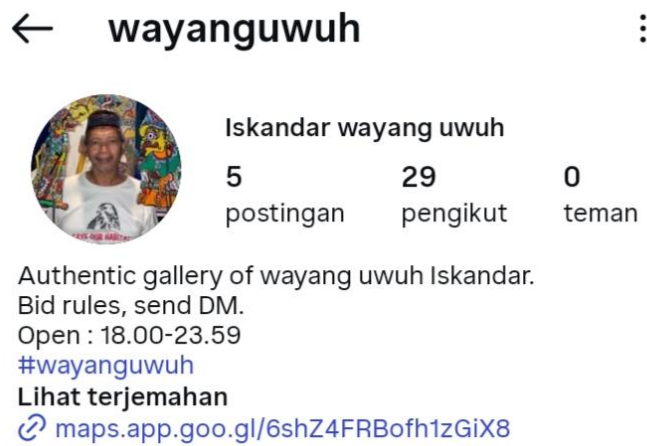 wayanguwuh
Iskandar wayang uwuh
5 29 0
postingan pengikut teman
Authentic gallery of wayang uwuh Iskandar.
Bid rules, send DM.
Open : 18.00-23.59
#wayanguwuh
Lihat terjemahan
maps.app.goo.gl/6shZ4FRBofh1zGiX8